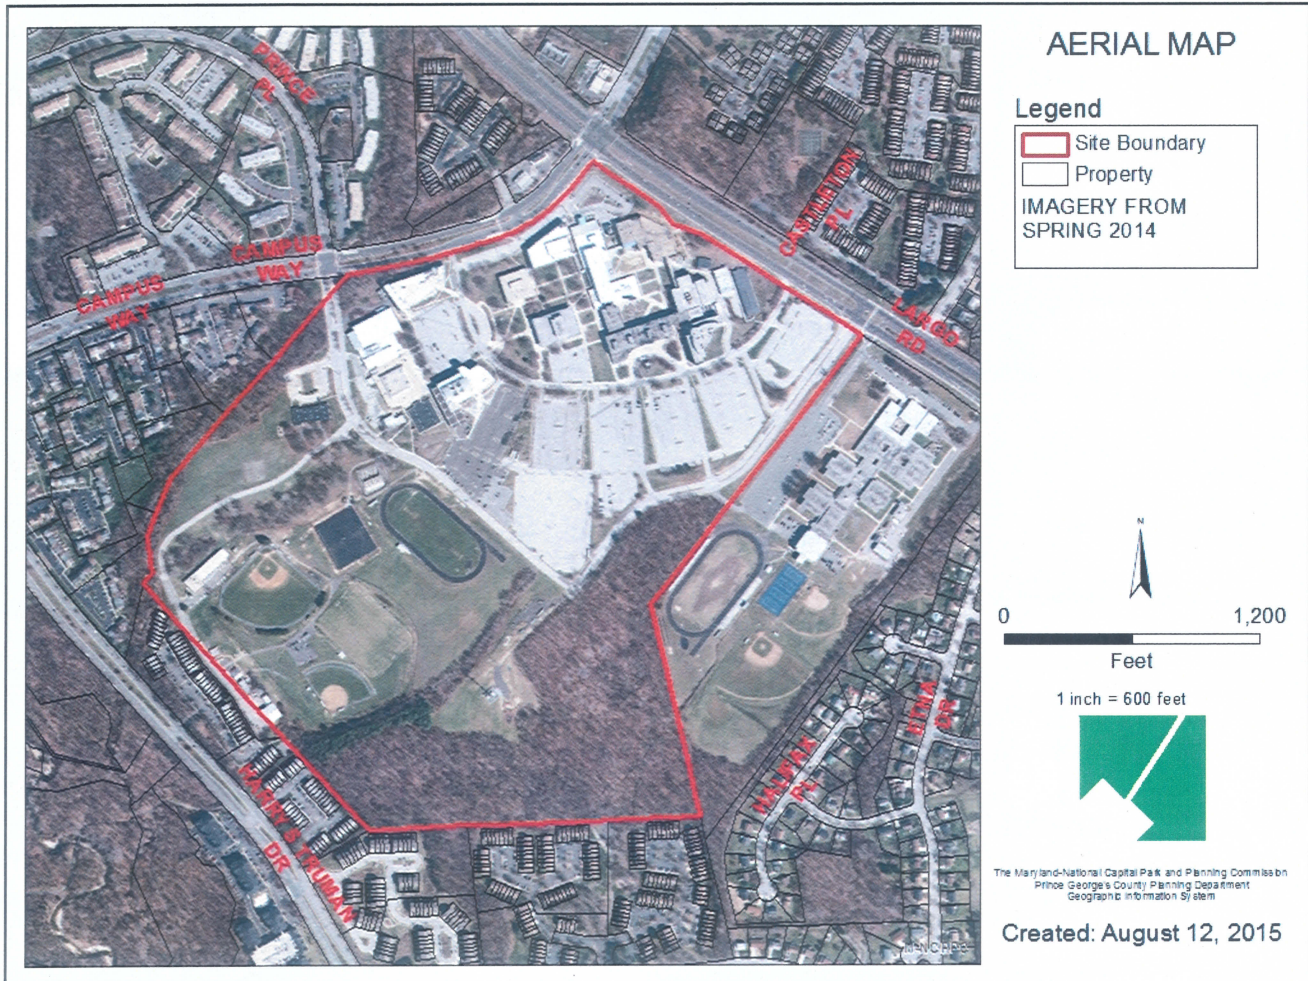 AERIAL MAP
Legend
Site Boundary
Property
IMAGERY FROM
SPRING 2014
PRINCE
PL
CAMPUS
WAY
CAMPUS
WAY
CASTLETON
PL
LARGO
RD
HARRY S TRUMAN
DR
HALIFAX
PL
ETNA
DR
N
0 1,200
Feet
1 inch = 600 feet
The Maryland-National Capital Park and Planning Commission
Prince George's County Planning Department
Geographic Information System
Created: August 12, 2015
M-NCPPC